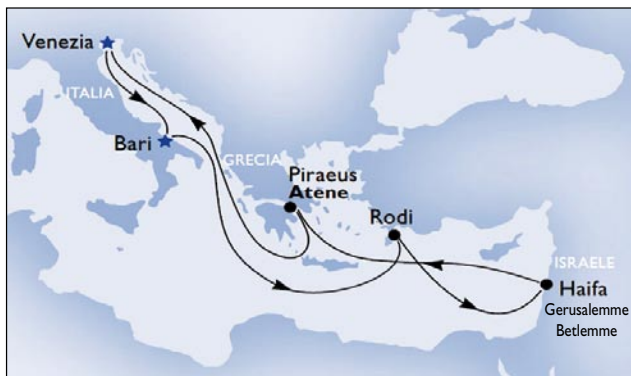 Venezia
ITALIA
Bari
GRECIA
Piraeus
Atene
Rodi
ISRAELE
Haifa
Gerusalemme
Betlemme